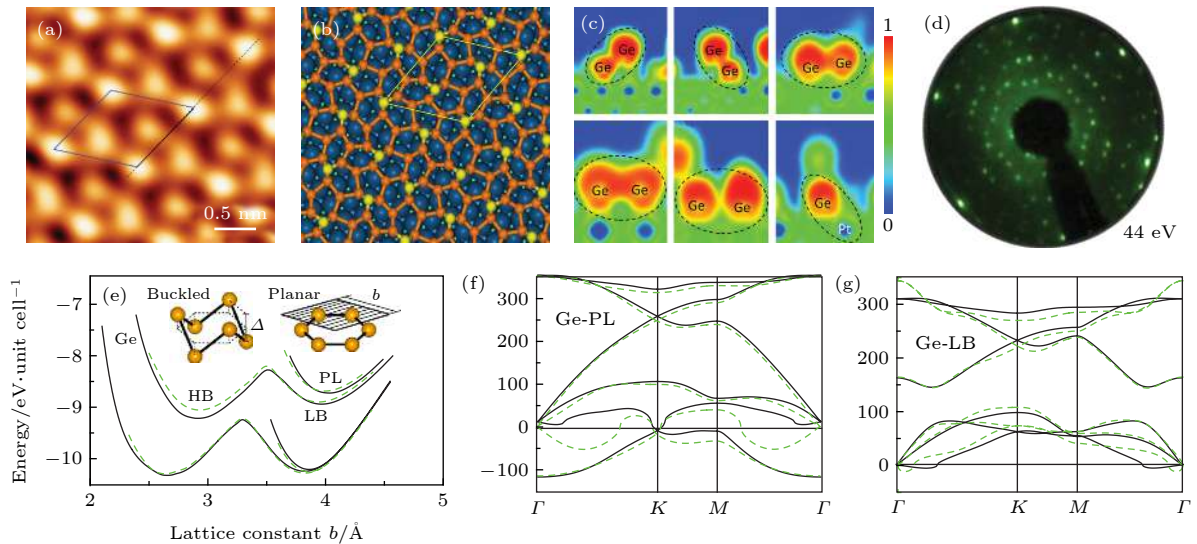 (a)
0.5 nm
(b)
(c)
Ge
Ge
Ge
Ge
Ge
Ge
Ge
Ge
Ge
Ge
Ge
Pt
1
0
(d)
44 eV
Energy/eV·unit cell⁻¹
−7
−8
−9
−10
(e)
Buckled
Planar
b
Δ
Ge
HB
PL
LB
2
3
4
5
Lattice constant b/Å
(f)
Ge-PL
300
200
100
0
−100
Γ
K
M
Γ
(g)
Ge-LB
300
200
100
0
Γ
K
M
Γ